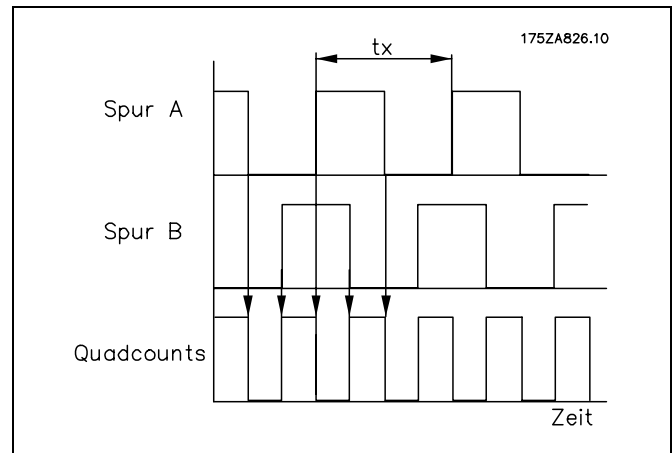 175ZA826.10
tx
Spur A
Spur B
Quadcounts
Zeit